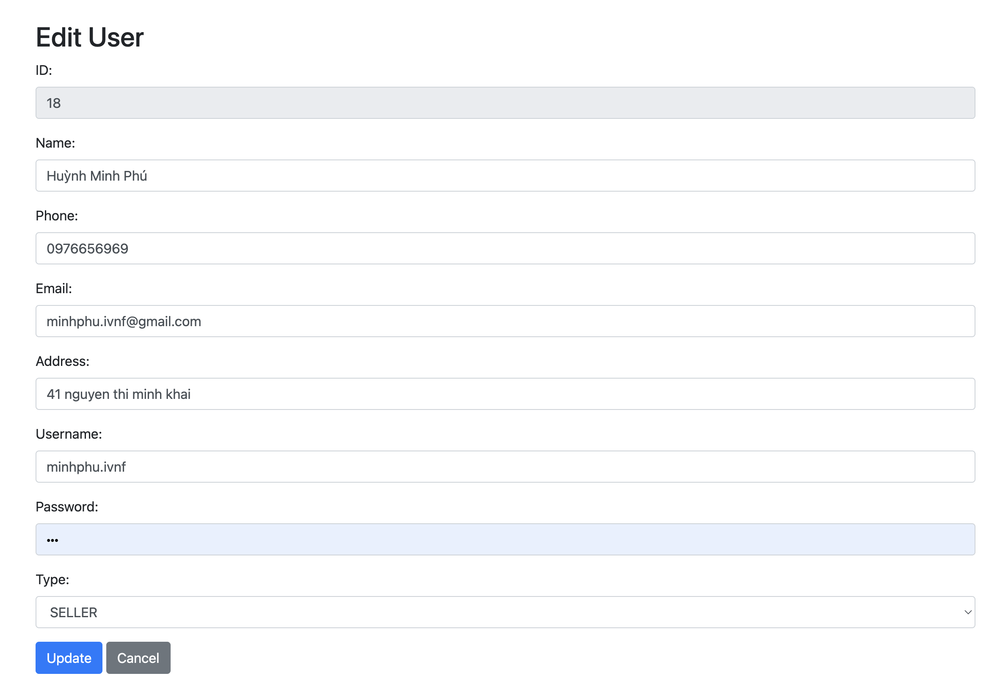 Edit User
ID:
18
Name:
Huỳnh Minh Phú
Phone:
0976656969
Email:
minhphu.ivnf@gmail.com
Address:
41 nguyen thi minh khai
Username:
minhphu.ivnf
Password:
•••
Type:
SELLER
Update Cancel